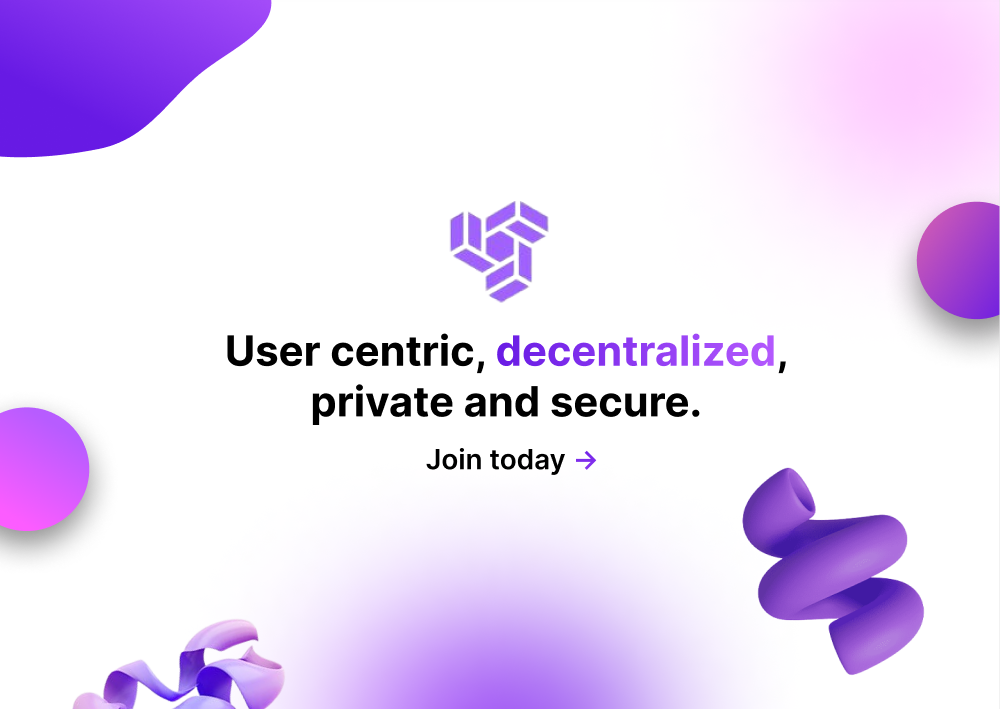 User centric, decentralized,
private and secure.
Join today →